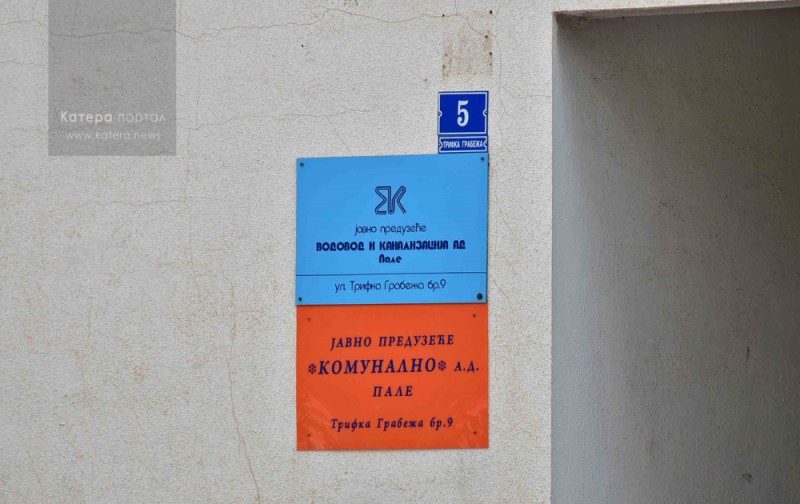 Катера портал
www.katera.news
5
ТРИФКА ГРАБЕЖА
јавно предузеће
ВОДОВОД И КАНАЛИЗАЦИЈА АД
Пале
ул. Трифка Грабежа бр.9
ЈАВНО ПРЕДУЗЕЋЕ
*КОМУНАЛНО* А.Д.
ПАЛЕ
Трифка Грабежа бр.9